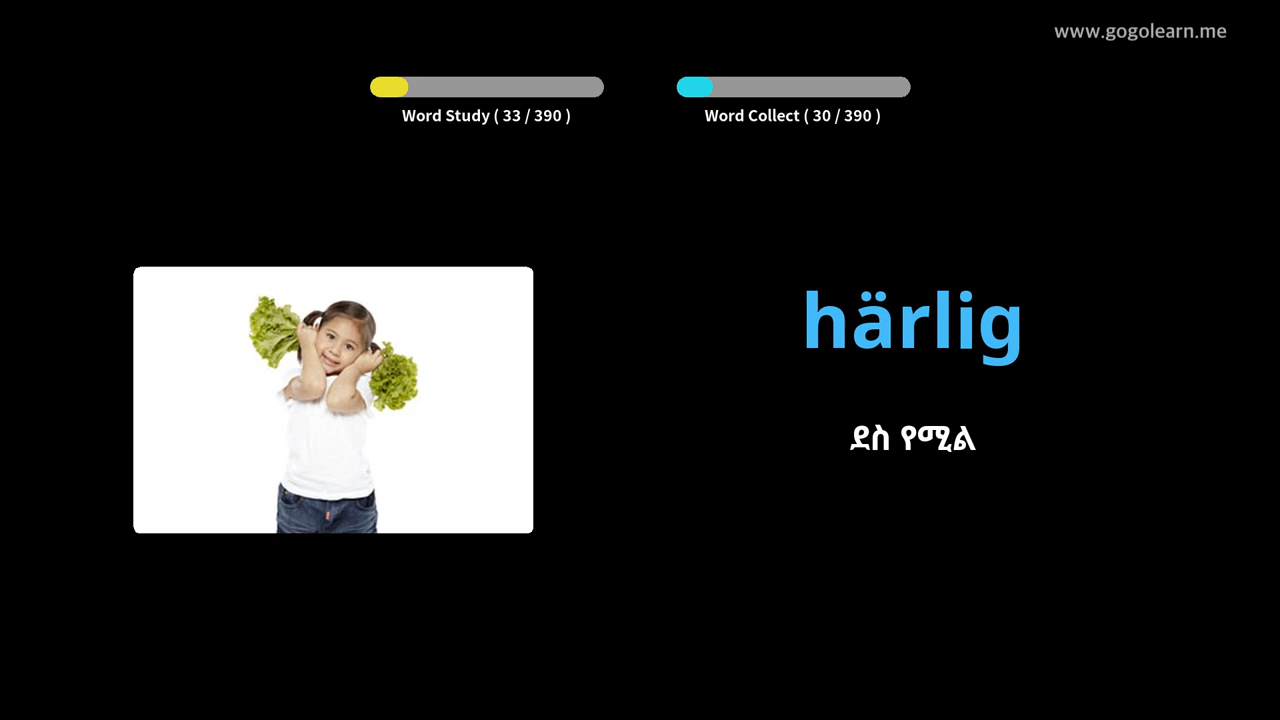 www.gogolearn.me
Word Study ( 33 / 390 )
Word Collect ( 30 / 390 )
härlig
ደስ የሚል